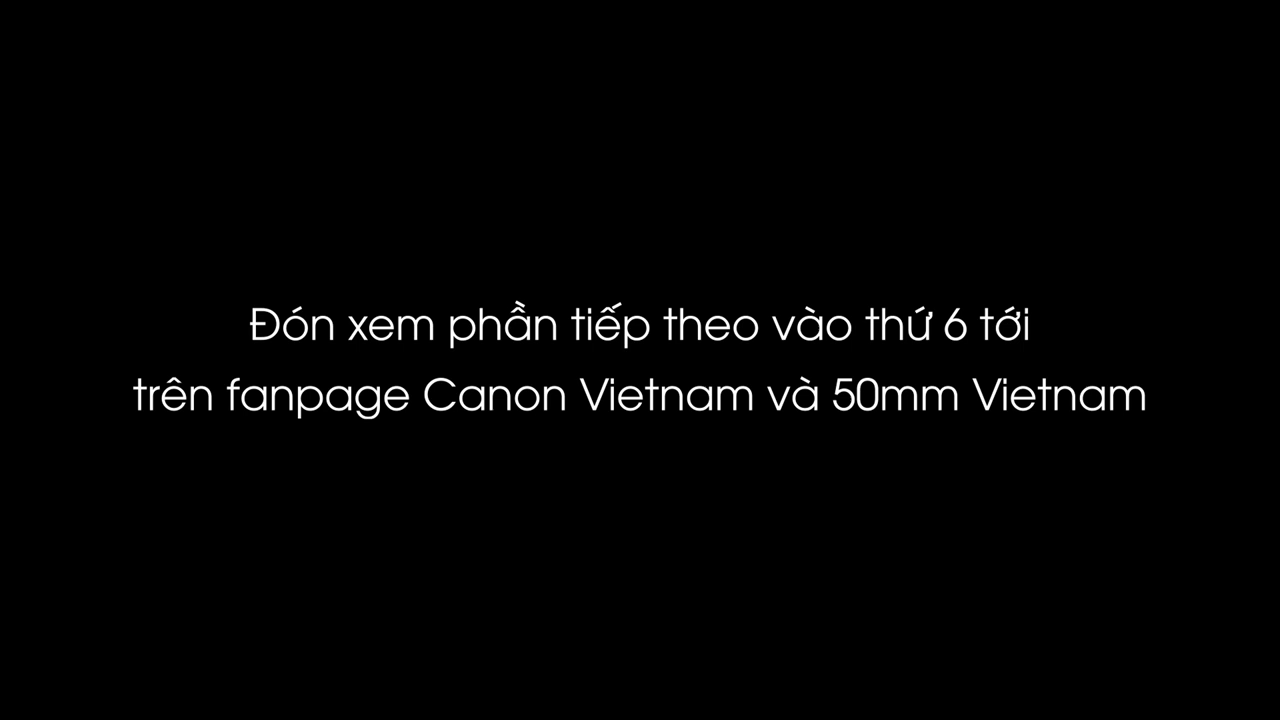 Đón xem phần tiếp theo vào thứ 6 tới
trên fanpage Canon Vietnam và 50mm Vietnam